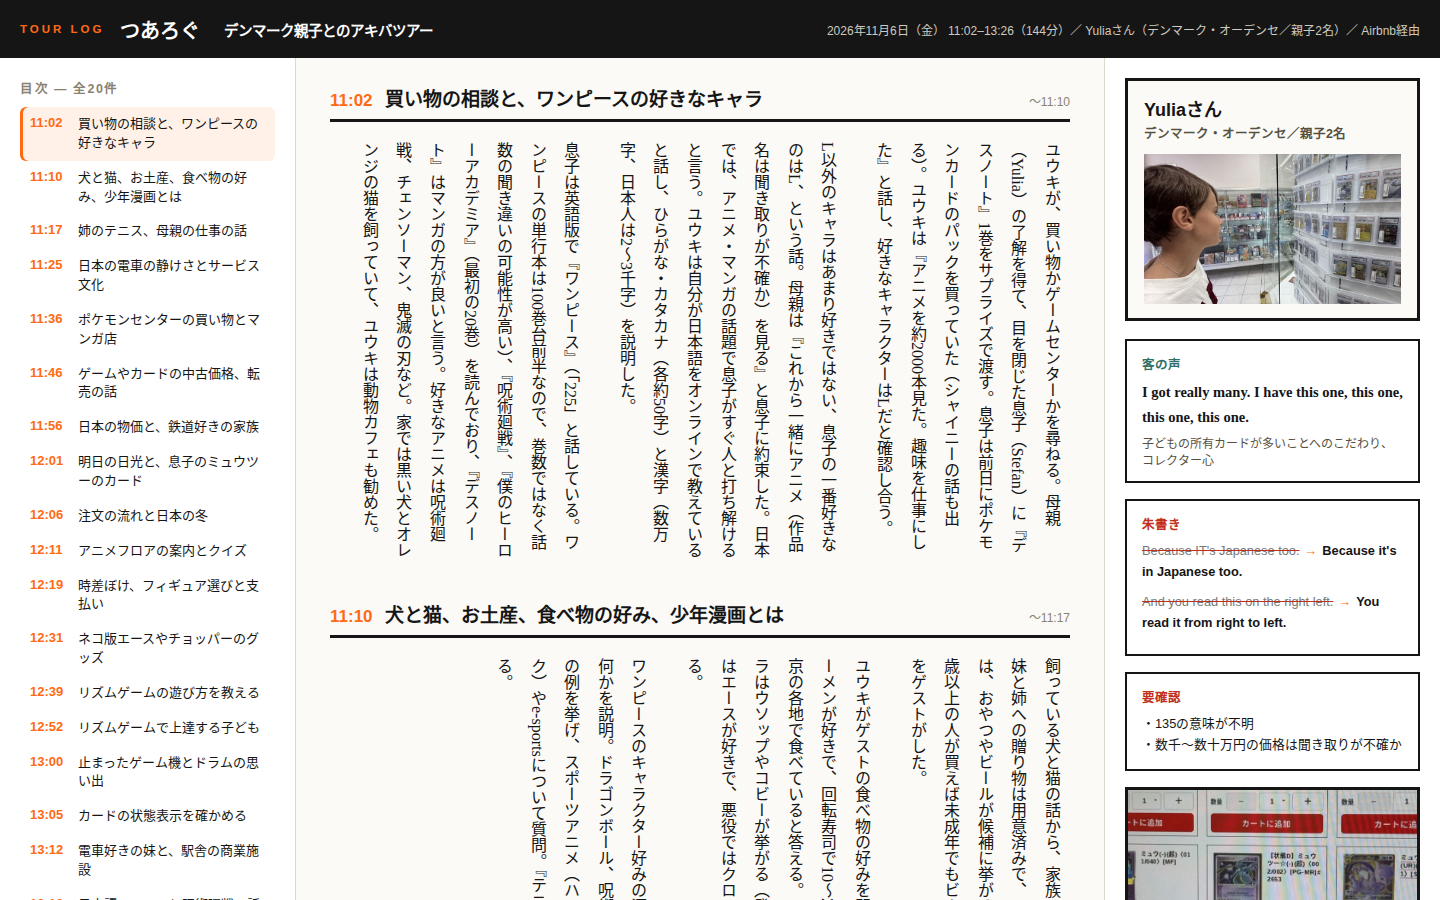 TOUR LOG つあろぐ デンマーク親子とのアキバツアー
2026年11月6日（金） 11:02–13:26（144分）／ Yuliaさん（デンマーク・オーデンセ／親子2名）／ Airbnb経由
目次 — 全20件
11:02 買い物の相談と、ワンピースの
好きなキャラ
11:10 犬と猫、お土産、食べ物の好
み、少年漫画とは
11:17 姉のテニス、母親の仕事の話
11:25 日本の電車の静けさとサービス
文化
11:36 ポケモンセンターの買い物とマ
ンガ店
11:46 ゲームやカードの中古価格、転
売の話
11:56 日本の物価と、鉄道好きの家族
12:01 明日の日光と、息子のミュウツ
ーのカード
12:06 注文の流れと日本の冬
12:11 アニメフロアの案内とクイズ
12:19 時差ぼけ、フィギュア選びと支
払い
12:31 ネコ版エースやチョッパーのグ
ッズ
12:39 リズムゲームの遊び方を教える
12:52 リズムゲームで上達する子ども
13:00 止まったゲーム機とドラムの思
い出
13:05 カードの状態表示を確かめる
13:12 電車好きの妹と、駅舎の商業施
設
11:02 買い物の相談と、ワンピースの好きなキャラ
〜11:10
ユウキが、買い物かゲームセンターかを尋ねる。母親
（Yulia）の了解を得て、目を閉じた息子（Stefan）に『デ
スノート』1巻をサプライズで渡す。息子は前日にポケモ
ンカードのパックを買っていた（シャイニーの話も出
る）。ユウキは『アニメを約2000本見た。趣味を仕事にし
た』と話し、好きなキャラクターはLだと確認し合う。
L以外のキャラはあまり好きではない、息子の一番好きな
のはL、という話。母親は『これから一緒にアニメ（作品
名は聞き取りが不確か）を見る』と息子に約束した。日本
では、アニメ・マンガの話題で息子がすぐ人と打ち解ける
と言う。ユウキは自分が日本語をオンラインで教えている
と話し、ひらがな・カタカナ（各約50字）と漢字（数万
字、日本人は2〜3千字）を説明した。
息子は英語版で『ワンピース』（「225」と話している。ワ
ンピースの単行本は100巻台前半なので、巻数ではなく話
数の聞き違いの可能性が高い）、『呪術廻戦』、『僕のヒーロ
ーアカデミア』（最初の20巻）を読んでおり、『デスノー
ト』はマンガの方が良いと言う。好きなアニメは呪術廻
戦、チェンソーマン、鬼滅の刃など。家では黒い犬とオレ
ンジの猫を飼っていて、ユウキは動物カフェも勧めた。
11:10 犬と猫、お土産、食べ物の好み、少年漫画とは
〜11:17
飼っている犬と猫の話から、家族
妹と姉への贈り物は用意済みで、
は、おやつやビールが候補に挙が
歳以上の人が買えば未成年でもビ
をゲストがした。
ユウキがゲストの食べ物の好みを
ーメンが好きで、回転寿司で10〜
京の各地で食べていると答える。
ラはウソップやコビーが挙がる（
はエースが好きで、悪役ではクロ
る。
ワンピースのキャラクター好みの
何かを説明。ドラゴンボール、呪
の例を挙げ、スポーツアニメ（ハ
ク）やe-sportsについて質問。『テニ
る。
Yuliaさん
デンマーク・オーデンセ／親子2名
客の声
I got really many. I have this one, this one,
this one, this one.
子どもの所有カードが多いことへのこだわり、
コレクター心
朱書き
Because IT's Japanese too. → Because it's
in Japanese too.
And you read this on the right left. → You
read it from right to left.
要確認
・135の意味が不明
・数千〜数十万円の価格は聞き取りが不確か
数量 − 1 ＋ 数量
カートに追加
【状態D】ミュウ